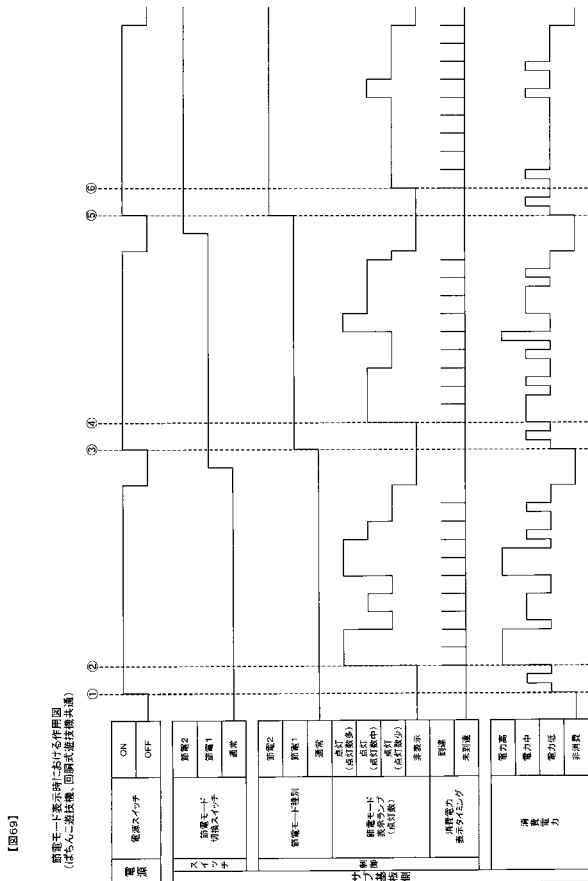 【図69】
節電モード表示時における作用図
(ぱちんこ遊技機、回胴式遊技機共通)
① ② ③ ④ ⑤ ⑥
電源
電源スイッチ
ON
OFF
スイッチ
節電モード
切換スイッチ
節電2
節電1
通常
サブ基板側
制御
節電モード種別
節電2
節電1
通常
節電モード
表示ランプ
(点灯数)
点灯
(点灯数多)
点灯
(点灯数中)
点灯
(点灯数少)
非表示
消費電力
表示タイミング
到達
未到達
消費電力
電力高
電力中
電力低
非消費